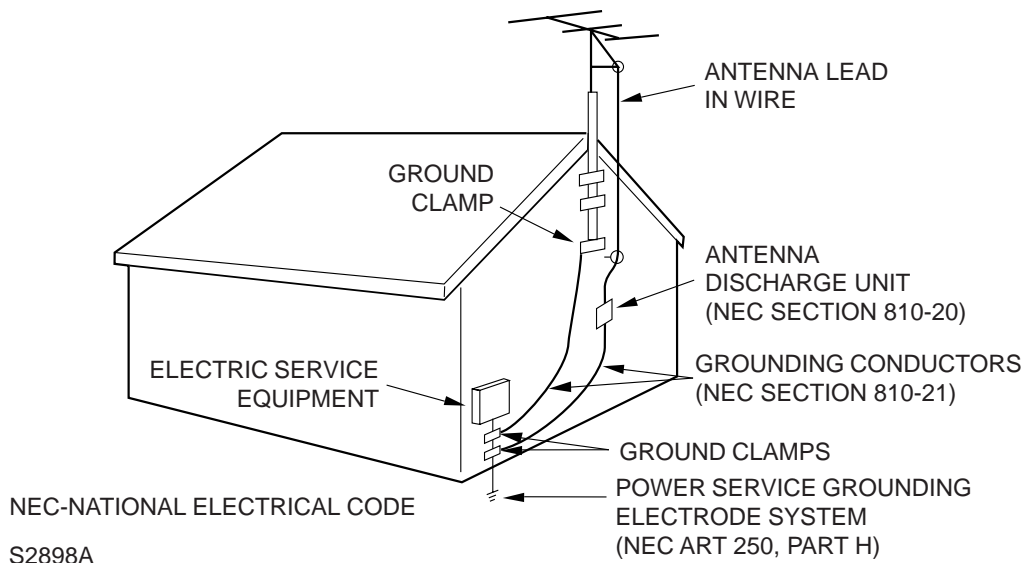 ANTENNA LEAD
IN WIRE
GROUND
CLAMP
ANTENNA
DISCHARGE UNIT
(NEC SECTION 810-20)
ELECTRIC SERVICE
EQUIPMENT
GROUNDING CONDUCTORS
(NEC SECTION 810-21)
GROUND CLAMPS
POWER SERVICE GROUNDING
ELECTRODE SYSTEM
(NEC ART 250, PART H)
NEC-NATIONAL ELECTRICAL CODE
S2898A